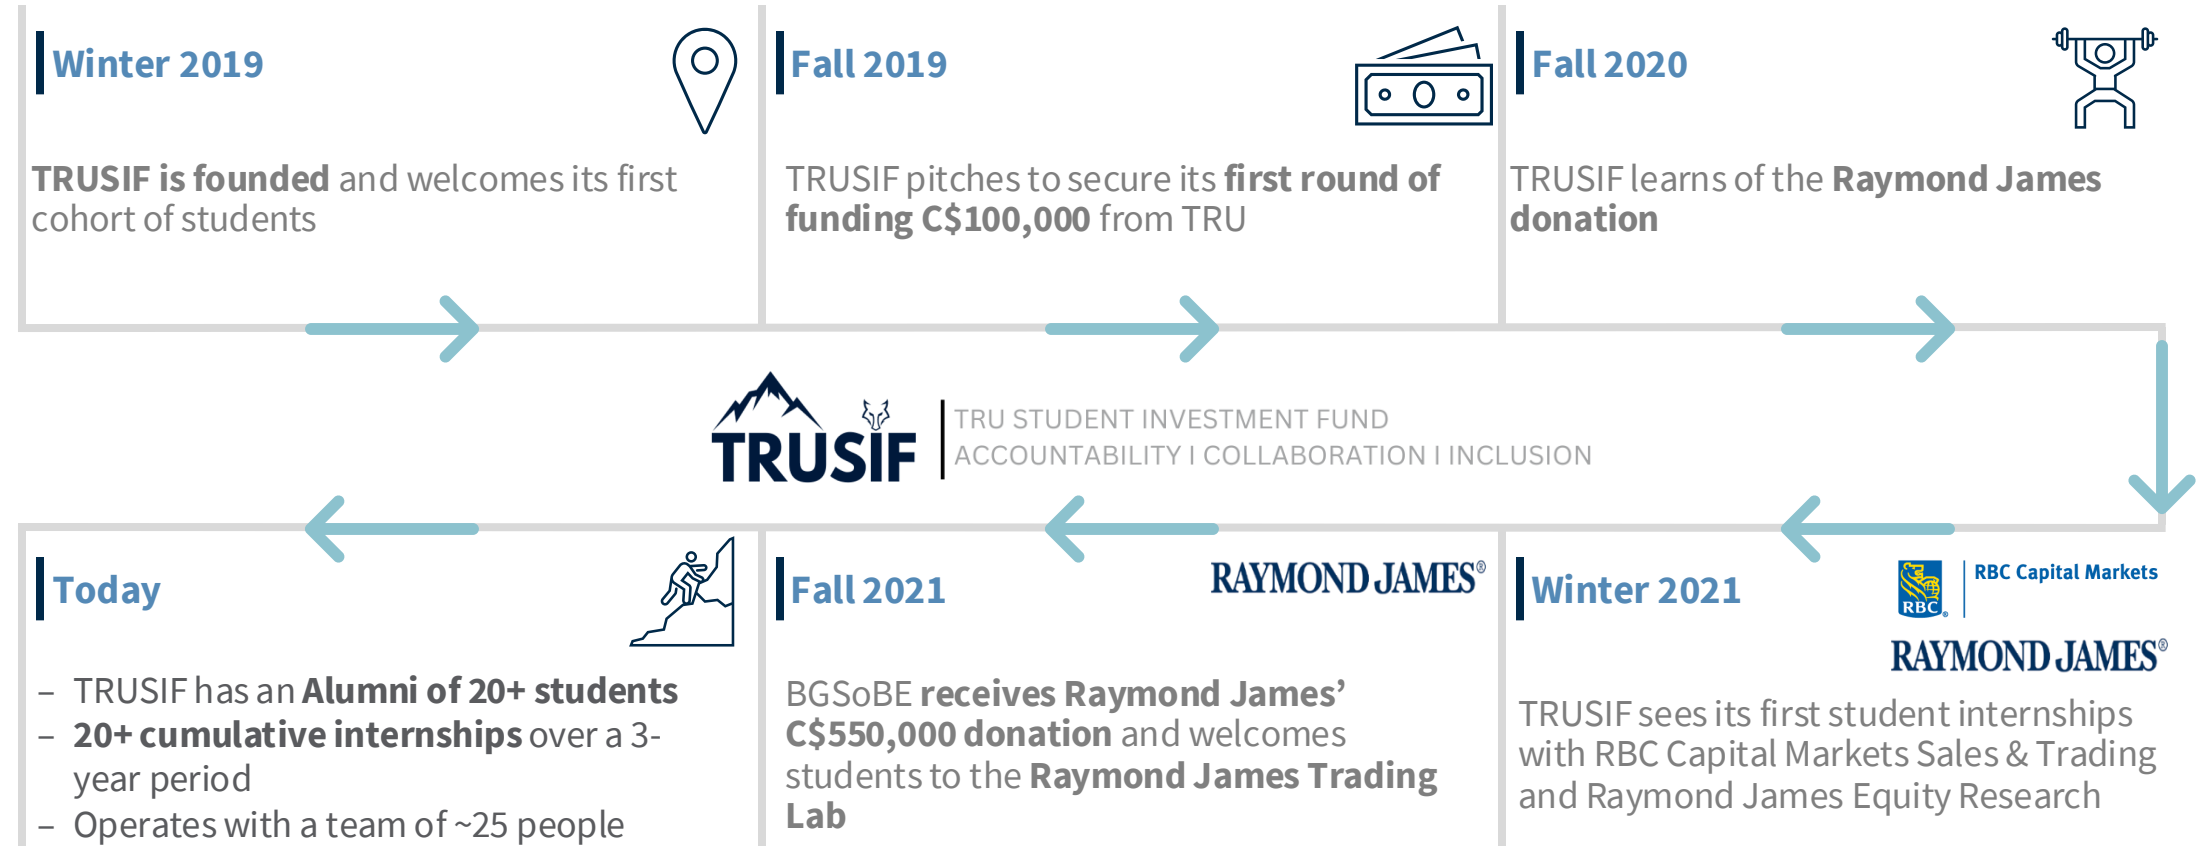 Winter 2019
TRUSIF is founded and welcomes its first
cohort of students
Fall 2019
TRUSIF pitches to secure its first round of
funding C$100,000 from TRU
Fall 2020
TRUSIF learns of the Raymond James
donation
TRUSIF
TRU STUDENT INVESTMENT FUND
ACCOUNTABILITY I COLLABORATION I INCLUSION
Winter 2021
RBC
®
RBC Capital Markets
RAYMOND JAMES®
TRUSIF sees its first student internships
with RBC Capital Markets Sales & Trading
and Raymond James Equity Research
Fall 2021
RAYMOND JAMES®
BGSoBE receives Raymond James’
C$550,000 donation and welcomes
students to the Raymond James Trading
Lab
Today
– TRUSIF has an Alumni of 20+ students
– 20+ cumulative internships over a 3-
year period
– Operates with a team of ~25 people